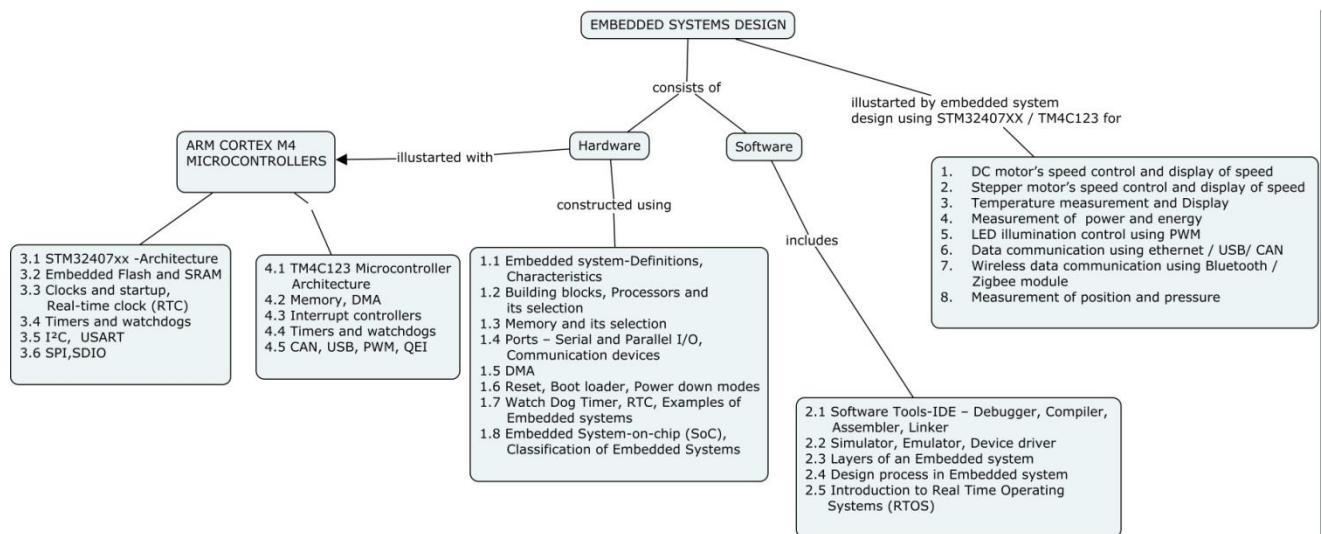 EMBEDDED SYSTEMS DESIGN
consists of
illustarted by embedded system
design using STM32407XX / TM4C123 for
ARM CORTEX M4
MICROCONTROLLERS
illustarted with
Hardware
Software
constructed using
includes
1. DC motor's speed control and display of speed
2. Stepper motor's speed control and display of speed
3. Temperature measurement and Display
4. Measurement of power and energy
5. LED illumination control using PWM
6. Data communication using ethernet / USB/ CAN
7. Wireless data communication using Bluetooth /
Zigbee module
8. Measurement of position and pressure
3.1 STM32407xx -Architecture
3.2 Embedded Flash and SRAM
3.3 Clocks and startup,
Real-time clock (RTC)
3.4 Timers and watchdogs
3.5 I²C, USART
3.6 SPI,SDIO
4.1 TM4C123 Microcontroller
Architecture
4.2 Memory, DMA
4.3 Interrupt controllers
4.4 Timers and watchdogs
4.5 CAN, USB, PWM, QEI
1.1 Embedded system-Definitions,
Characteristics
1.2 Building blocks, Processors and
its selection
1.3 Memory and its selection
1.4 Ports – Serial and Parallel I/O,
Communication devices
1.5 DMA
1.6 Reset, Boot loader, Power down modes
1.7 Watch Dog Timer, RTC, Examples of
Embedded systems
1.8 Embedded System-on-chip (SoC),
Classification of Embedded Systems
2.1 Software Tools-IDE – Debugger, Compiler,
Assembler, Linker
2.2 Simulator, Emulator, Device driver
2.3 Layers of an Embedded system
2.4 Design process in Embedded system
2.5 Introduction to Real Time Operating
Systems (RTOS)